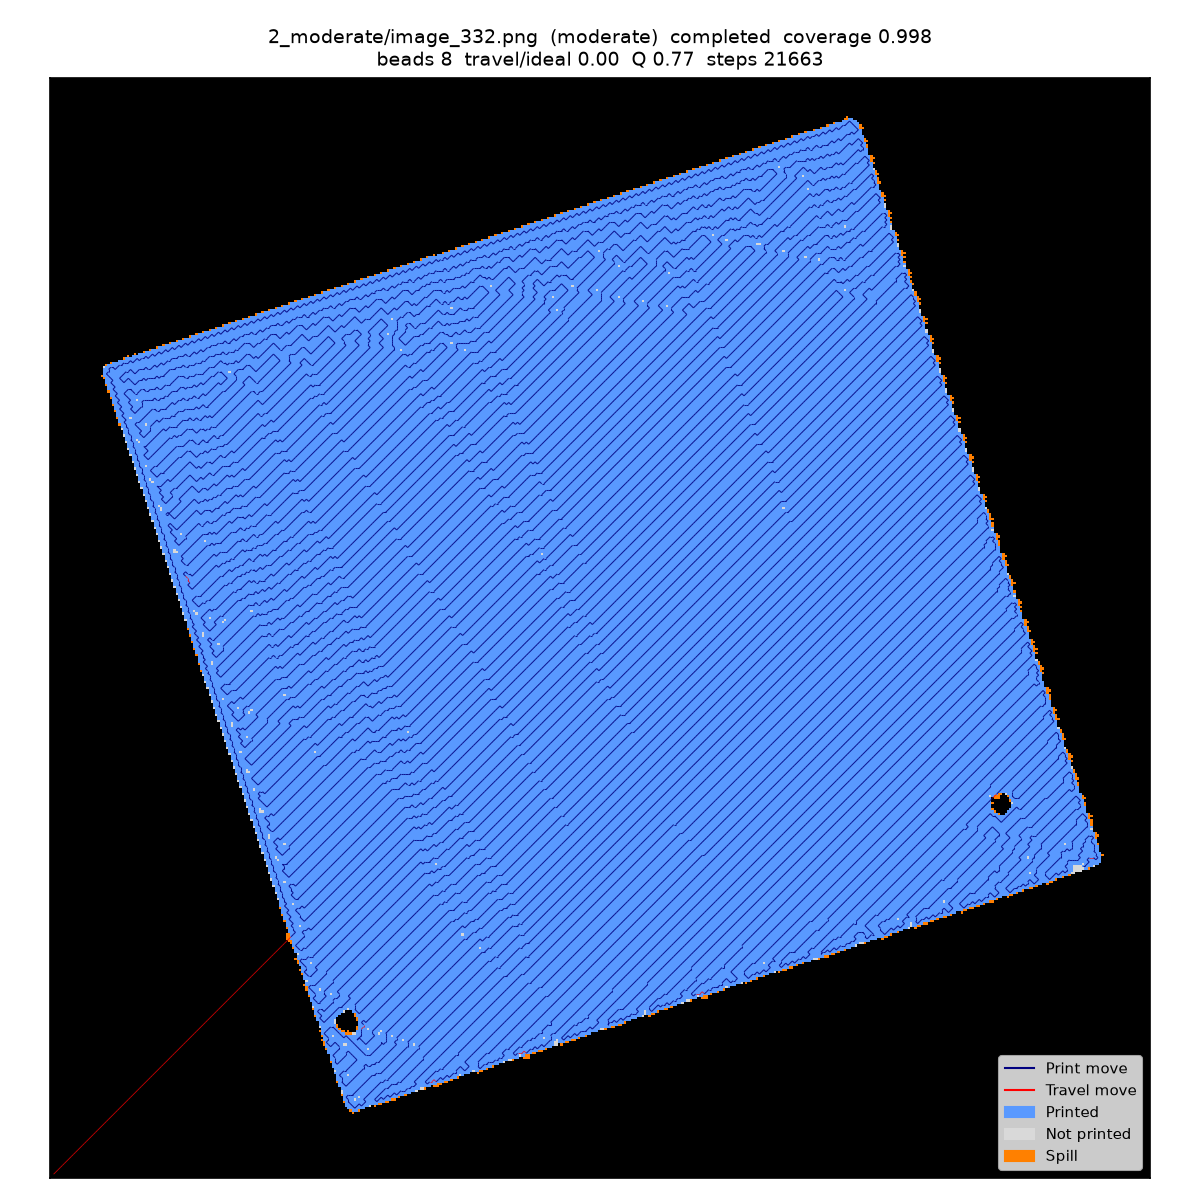 2_moderate/image_332.png  (moderate)  completed  coverage 0.998
beads 8  travel/ideal 0.00  Q 0.77  steps 21663
Print move
Travel move
Printed
Not printed
Spill